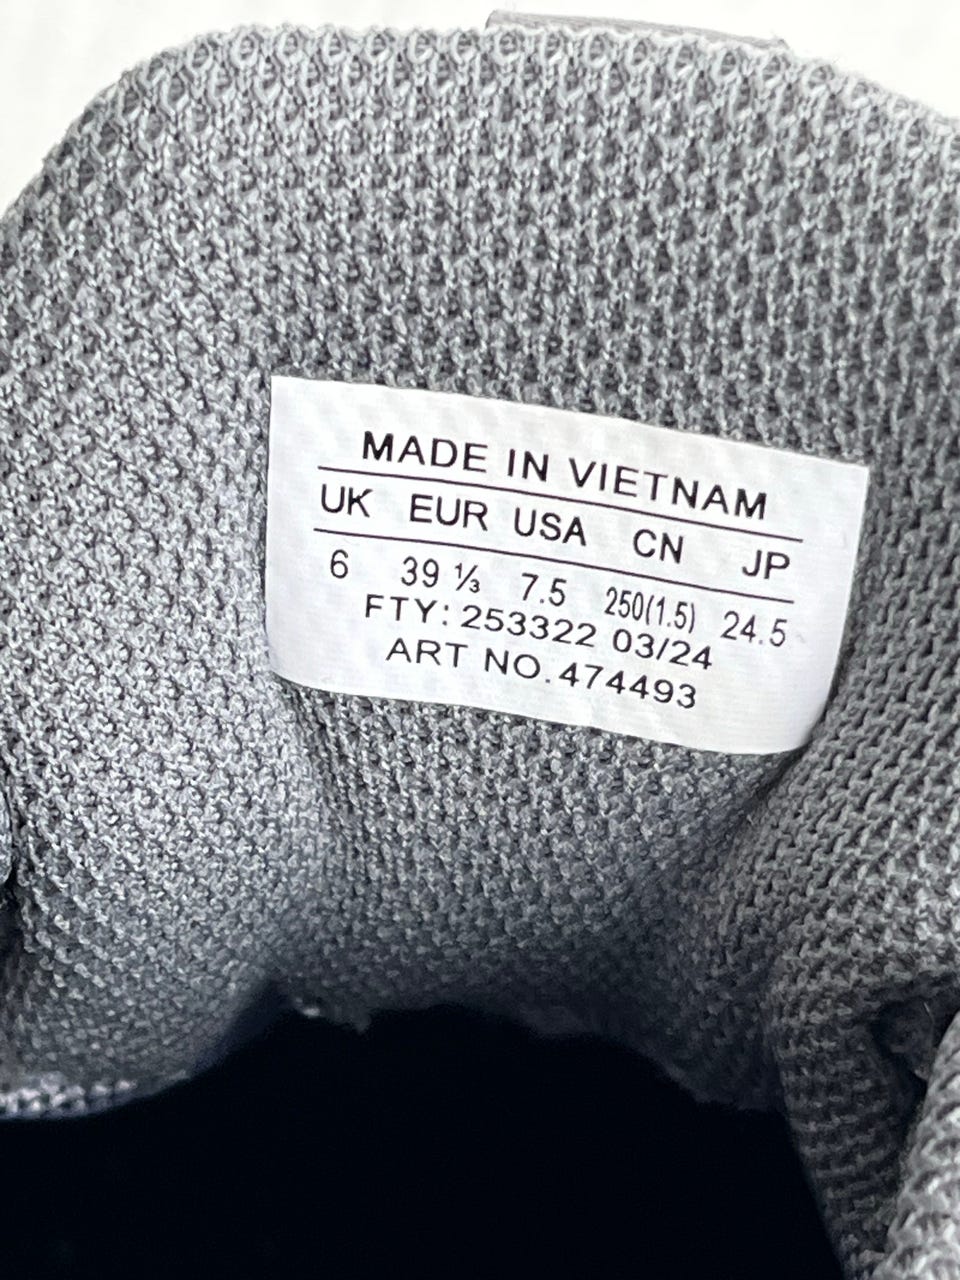 MADE IN VIETNAM
UK EUR USA CN JP
6 39 ⅓ 7.5 250(1.5) 24.5
FTY: 253322 03/24
ART NO. 474493